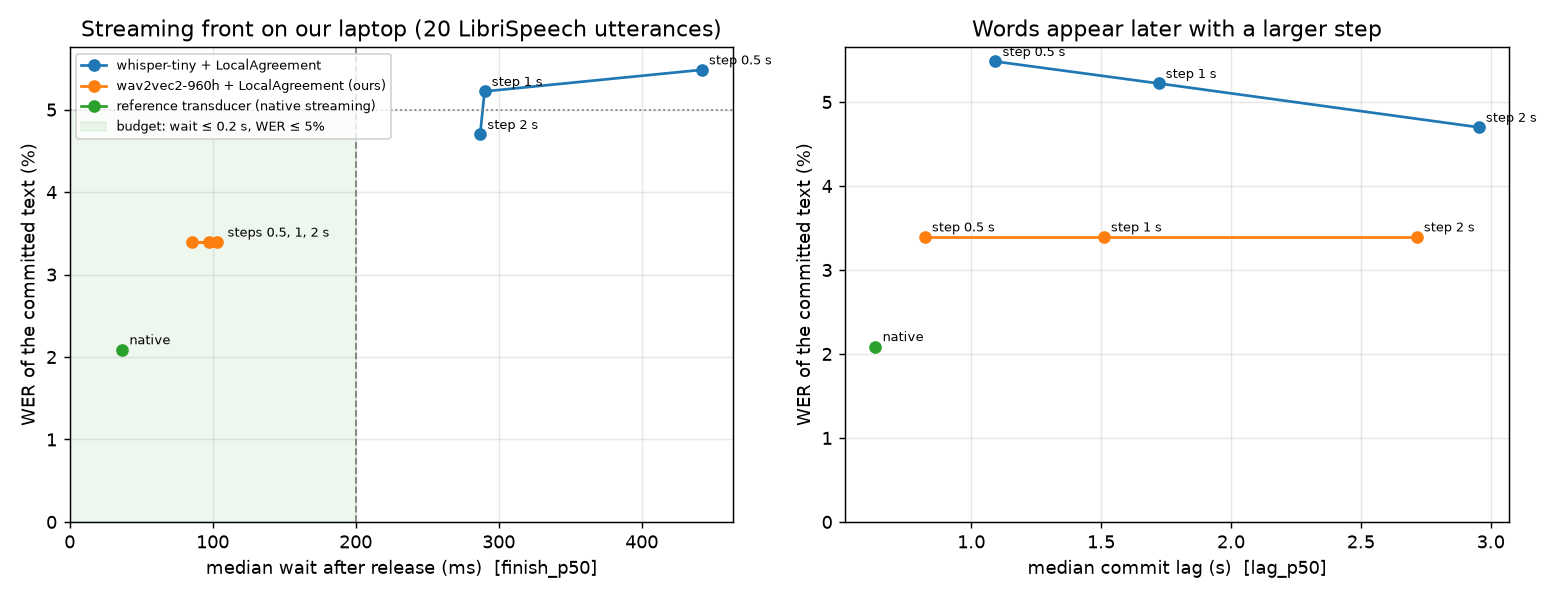 Streaming front on our laptop (20 LibriSpeech utterances)
whisper-tiny + LocalAgreement
wav2vec2-960h + LocalAgreement (ours)
reference transducer (native streaming)
budget: wait ≤ 0.2 s, WER ≤ 5%
step 0.5 s
step 1 s
step 2 s
steps 0.5, 1, 2 s
native
WER of the committed text (%)
5
4
3
2
1
0
0 100 200 300 400
median wait after release (ms) [finish_p50]
Words appear later with a larger step
step 0.5 s
step 1 s
step 2 s
step 0.5 s
step 1 s
step 2 s
native
WER of the committed text (%)
5
4
3
2
1
0
1.0 1.5 2.0 2.5 3.0
median commit lag (s) [lag_p50]